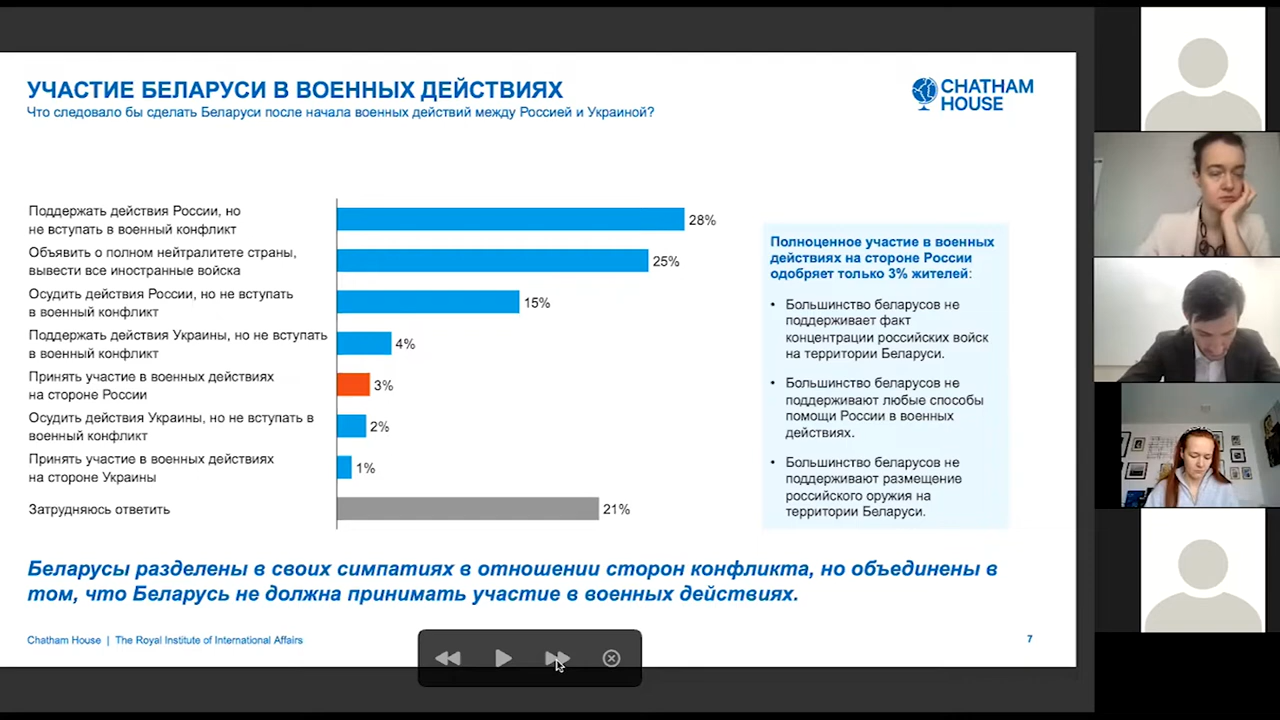 УЧАСТИЕ БЕЛАРУСИ В ВОЕННЫХ ДЕЙСТВИЯХ
Что следовало бы сделать Беларуси после начала военных действий между Россией и Украиной?
CHATHAM
HOUSE
Поддержать действия России, но
не вступать в военный конфликт
28%
Объявить о полном нейтралитете страны,
вывести все иностранные войска
25%
Осудить действия России, но не вступать
в военный конфликт
15%
Поддержать действия Украины, но не вступать
в военный конфликт
4%
Принять участие в военных действиях
на стороне России
3%
Осудить действия Украины, но не вступать в
военный конфликт
2%
Принять участие в военных действиях
на стороне Украины
1%
Затрудняюсь ответить
21%
Полноценное участие в военных
действиях на стороне России
одобряет только 3% жителей:
• Большинство беларусов не
поддерживает факт
концентрации российских войск
на территории Беларуси.
• Большинство беларусов не
поддерживают любые способы
помощи России в военных
действиях.
• Большинство беларусов не
поддерживают размещение
российского оружия на
территории Беларуси.
Беларусы разделены в своих симпатиях в отношении сторон конфликта, но объединены в
том, что Беларусь не должна принимать участие в военных действиях.
Chatham House | The Royal Institute of International Affairs
7